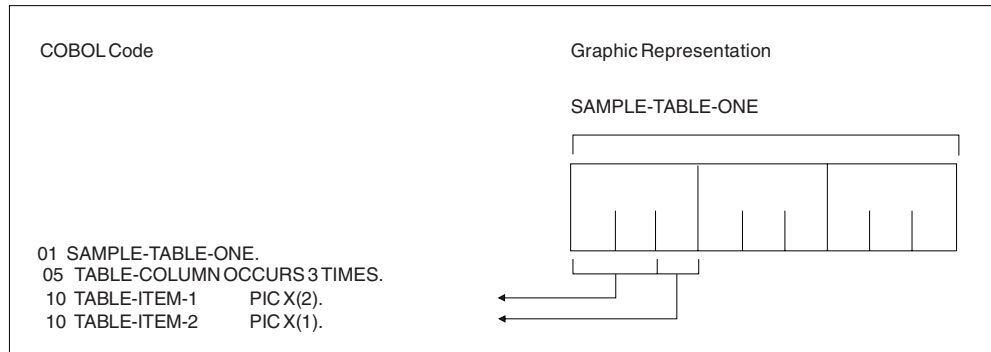 COBOL Code
Graphic Representation
SAMPLE-TABLE-ONE
01 SAMPLE-TABLE-ONE.
05 TABLE-COLUMN OCCURS 3 TIMES.
10 TABLE-ITEM-1 PIC X(2).
10 TABLE-ITEM-2 PIC X(1).